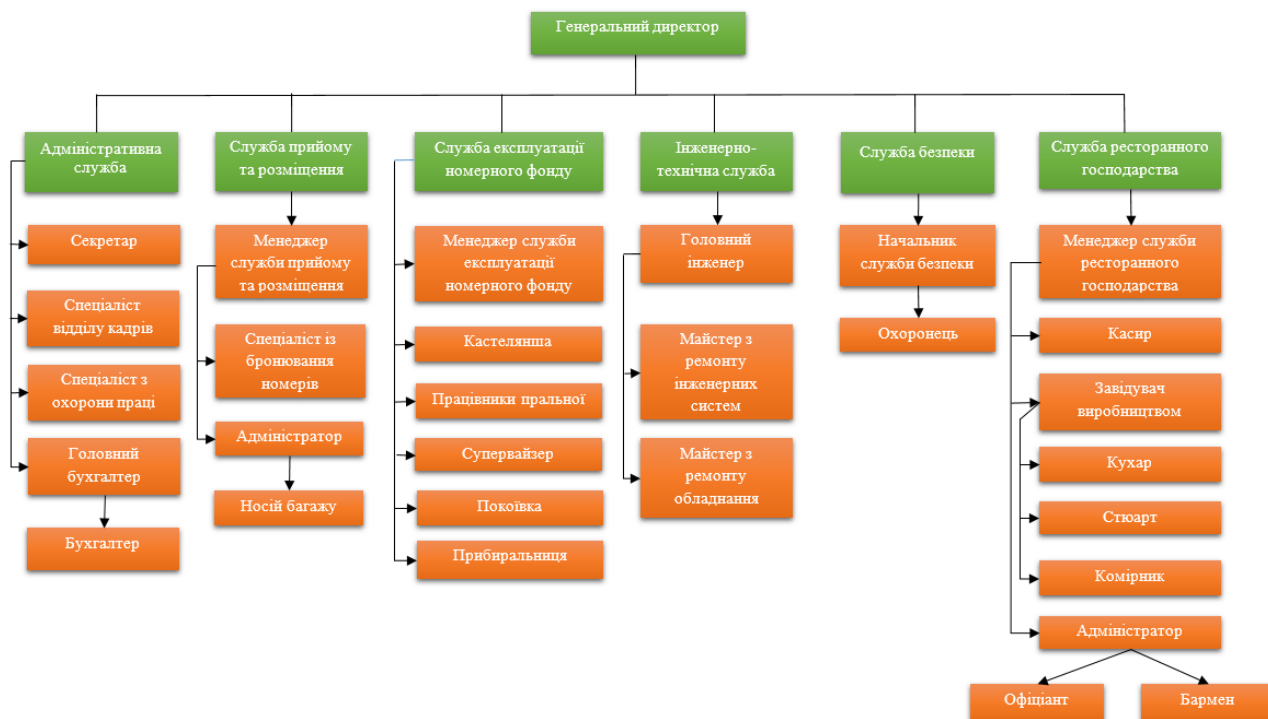 Генеральний директор
Адміністративна
служба
Секретар
Спеціаліст
відділу кадрів
Спеціаліст з
охорони праці
Головний
бухгалтер
Бухгалтер
Служба прийому
та розміщення
Менеджер
служби прийому
та розміщення
Спеціаліст із
бронювання
номерів
Адміністратор
Носій багажу
Служба експлуатації
номерного фонду
Менеджер служби
експлуатації
номерного фонду
Кастелянша
Працівники пральної
Супервайзер
Покоївка
Прибиральниця
Інженерно-
технічна служба
Головний
інженер
Майстер з
ремонту
інженерних
систем
Майстер з
ремонту
обладнання
Служба безпеки
Начальник
служби безпеки
Охоронець
Служба ресторанного
господарства
Менеджер служби
ресторанного
господарства
Касир
Завідувач
виробництвом
Кухар
Стюарт
Комірник
Адміністратор
Офіціант
Бармен